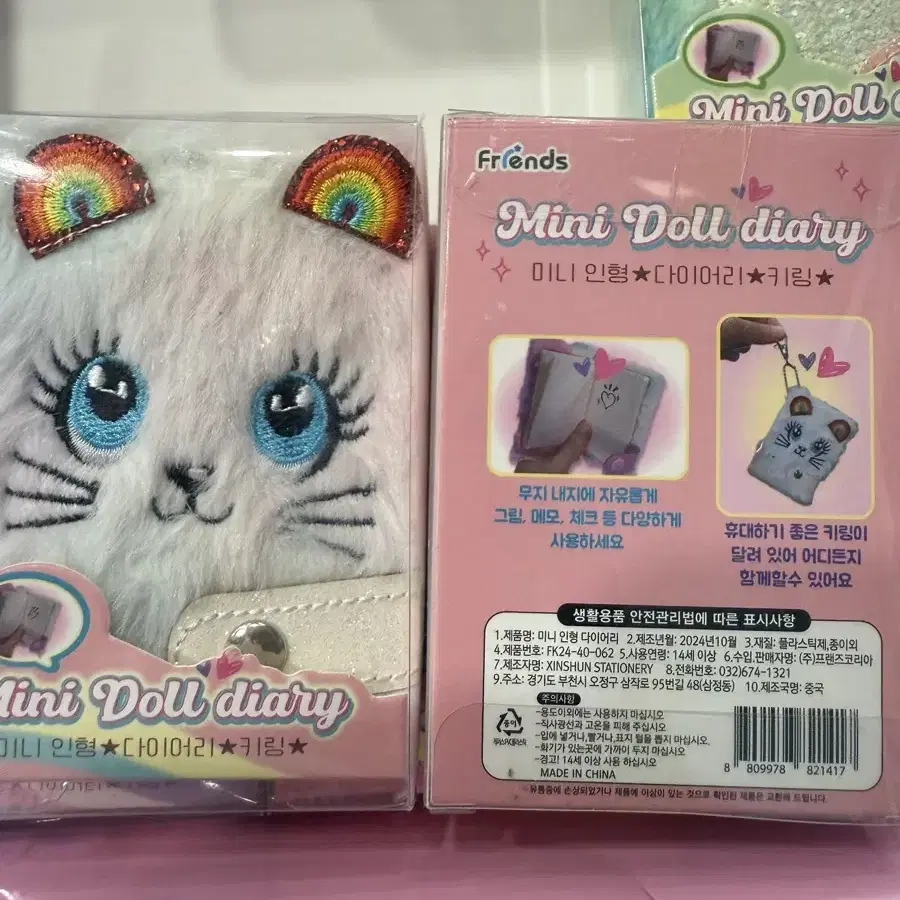 Mini Doll d
Friends
Mini Doll diary
미니 인형★다이어리★키링★
무지 내지에 자유롭게
그림, 메모, 체크 등 다양하게
사용하세요
휴대하기 좋은 키링이
달려 있어 어디든지
함께할수 있어요
생활용품 안전관리법에 따른 표시사항
1.제품명: 미니 인형 다이어리 2.제조년월: 2024년10월 3.재질: 플라스틱제,종이외
4.제품번호: FK24-40-062 5.사용연령: 14세 이상 6.수입,판매자명: (주)프랜즈코리아
7.제조자명: XINSHUN STATIONERY 8.전화번호: 032)674-1321
9.주소: 경기도 부천시 오정구 삼작로 95번길 48(삼정동) 10.제조국명: 중국
주의사항
-용도이외에는 사용하지 마십시오
-직사광선과 고온을 피해 주십시오
-입에 넣거나,빨거나,표지 털을 뽑지 마십시오.
-화기가 있는곳에 가까이 두지 마십시오
-경고! 14세 이상 사용 하십시오
MADE IN CHINA
종이
8 809978 821417
*유통중에 손상되었거나 제품에 이상이 있는 것으로 확인된 제품은 교환해 드립니다.
Mini Doll diary
미니 인형★다이어리★키링★